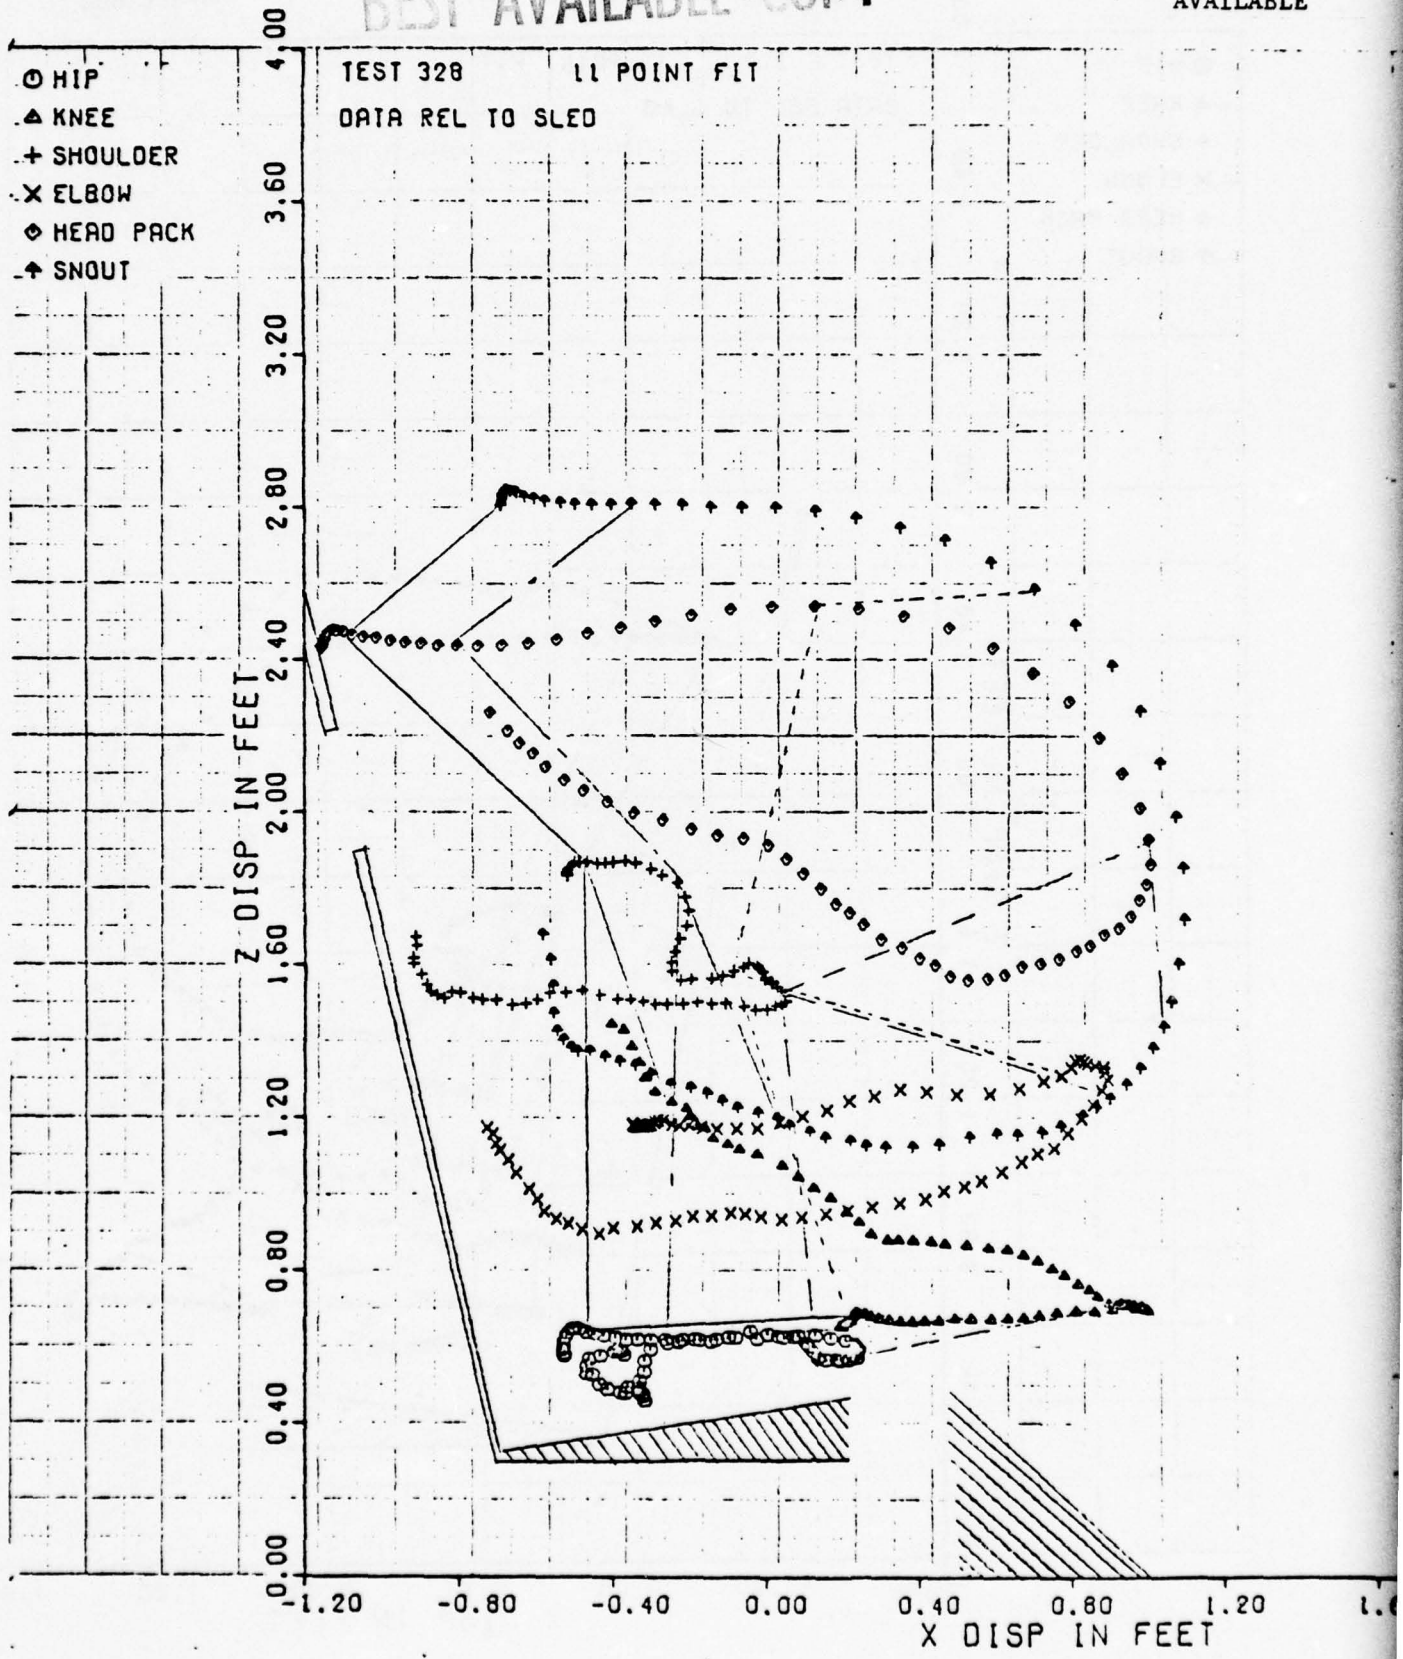 BEST AVAILABLE COPY
AVAILABLE
HIP
KNEE
SHOULDER
ELBOW
HEAD PACK
SNOUT
TEST 328 11 POINT FIT
DATA REL TO SLED
4.00
3.60
3.20
2.80
2.40
2.00
1.60
1.20
0.80
0.40
0.00
Z DISP IN FEET
-1.20 -0.80 -0.40 0.00 0.40 0.80 1.20
X DISP IN FEET